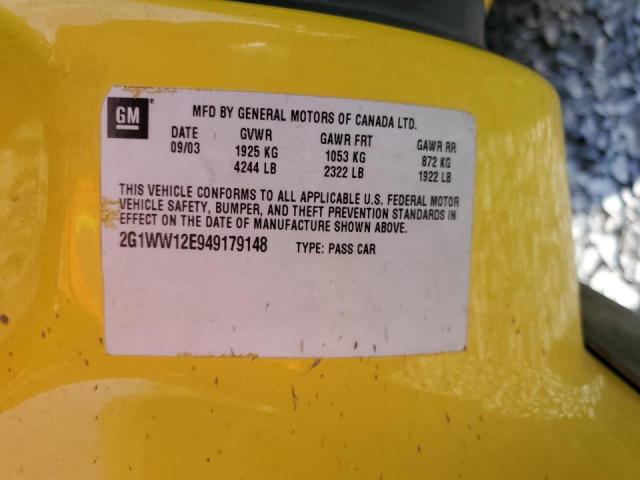 GM
MFD BY GENERAL MOTORS OF CANADA LTD.
DATE GVWR GAWR FRT GAWR RR
09/03 1925 KG 1053 KG 872 KG
4244 LB 2322 LB 1922 LB
THIS VEHICLE CONFORMS TO ALL APPLICABLE U.S. FEDERAL MOTOR
VEHICLE SAFETY, BUMPER, AND THEFT PREVENTION STANDARDS IN
EFFECT ON THE DATE OF MANUFACTURE SHOWN ABOVE.
2G1WW12E949179148 TYPE: PASS CAR